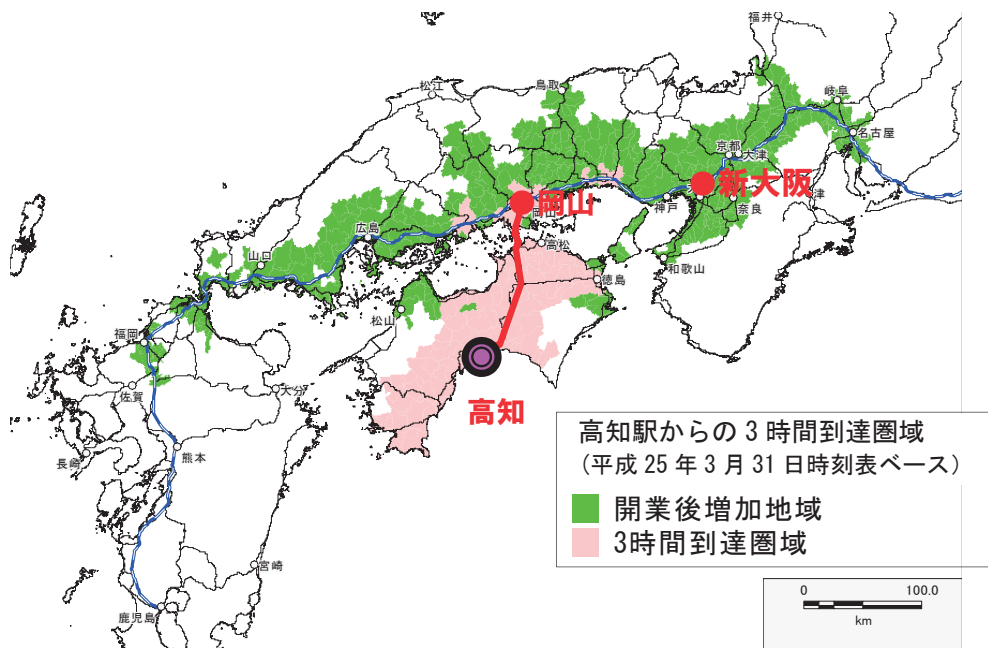 福井
松江
鳥取
岐阜
名古屋
京都
大津
新大阪
津
奈良
神戸
岡山
岡山
広島
山口
高松
和歌山
徳島
松山
福岡
高知
佐賀
大分
長崎
熊本
宮崎
鹿児島
高知駅からの3時間到達圏域
(平成25年3月31日時刻表ベース)
開業後増加地域
3時間到達圏域
0 100.0
km